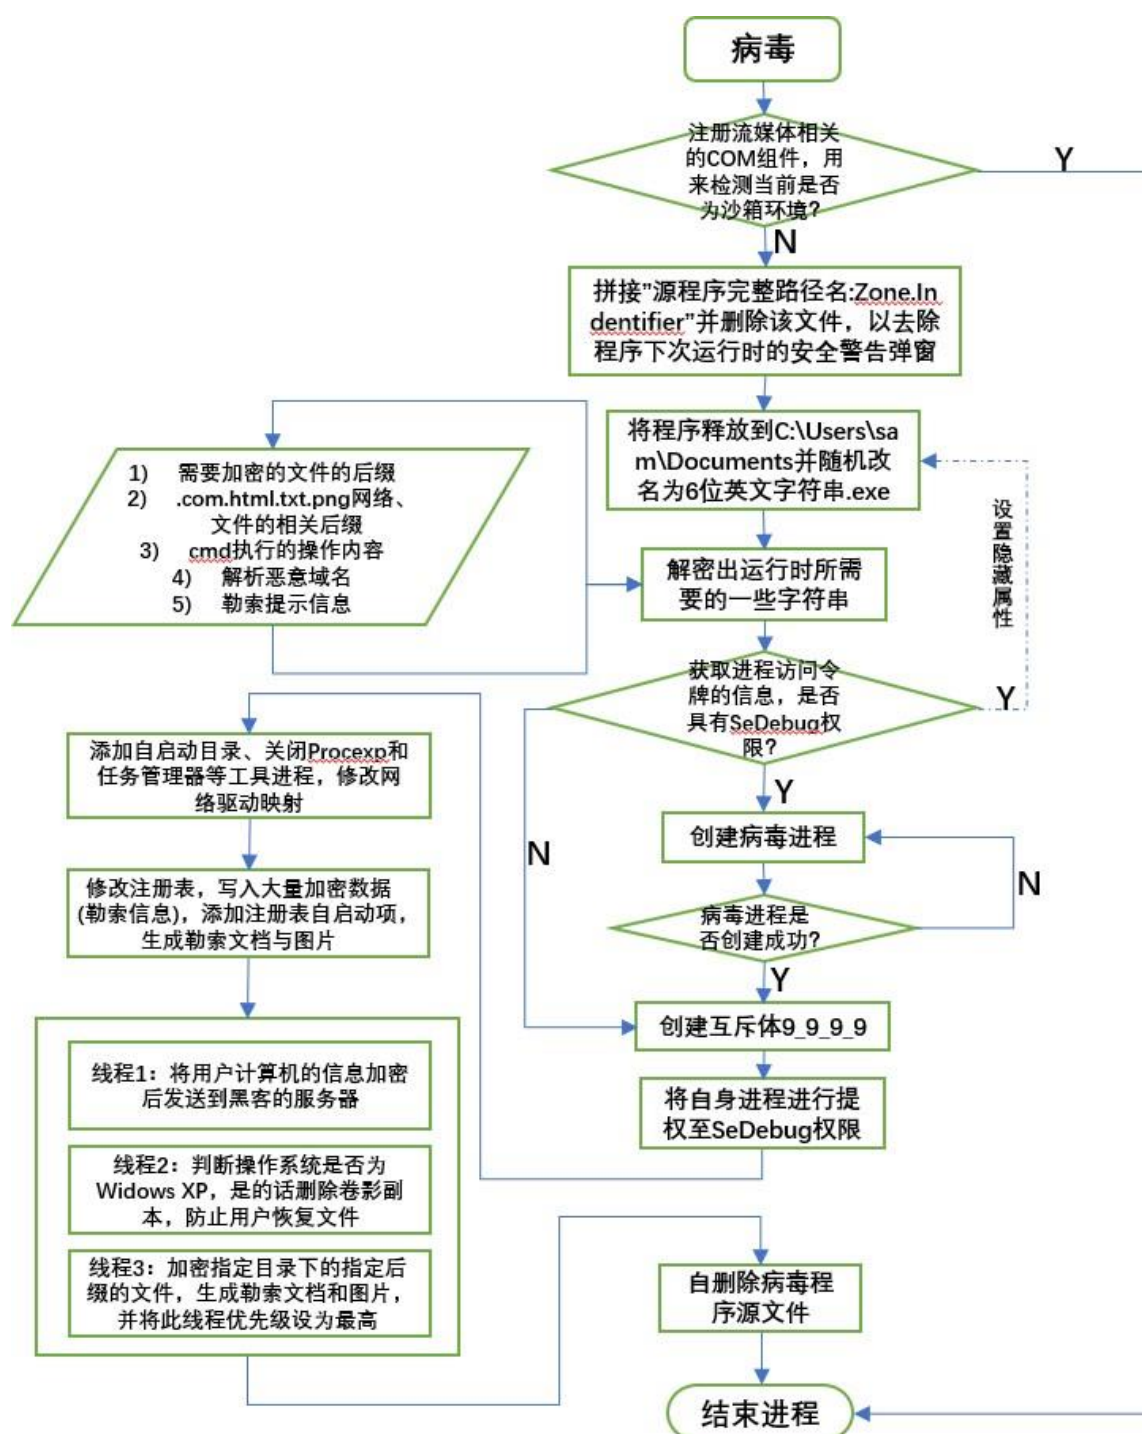 病毒
注册流媒体相关
的COM组件，用
来检测当前是否
为沙箱环境？
Y
N
拼接”源程序完整路径名:Zone.In
dentifier”并删除该文件，以去除
程序下次运行时的安全警告弹窗
将程序释放到C:\Users\sa
m\Documents并随机改
名为6位英文字符串.exe
1) 需要加密的文件的后缀
2) .com.html.txt.png网络、
文件的相关后缀
3) cmd执行的操作内容
4) 解析恶意域名
5) 勒索提示信息
解密出运行时所需
要的一些字符串
设置隐藏属性
获取进程访问令
牌的信息，是否
具有SeDebug权
限？
Y
Y
N
创建病毒进程
N
病毒进程是
否创建成功？
Y
创建互斥体9_9_9_9
将自身进程进行提
权至SeDebug权限
添加自启动目录、关闭Procexp和
任务管理器等工具进程，修改网
络驱动映射
修改注册表，写入大量加密数据
(勒索信息)，添加注册表自启动项，
生成勒索文档与图片
线程1：将用户计算机的信息加密
后发送到黑客的服务器
线程2：判断操作系统是否为
Widows XP，是的话删除卷影副
本，防止用户恢复文件
线程3：加密指定目录下的指定后
缀的文件，生成勒索文档和图片，
并将此线程优先级设为最高
自删除病毒程
序源文件
结束进程